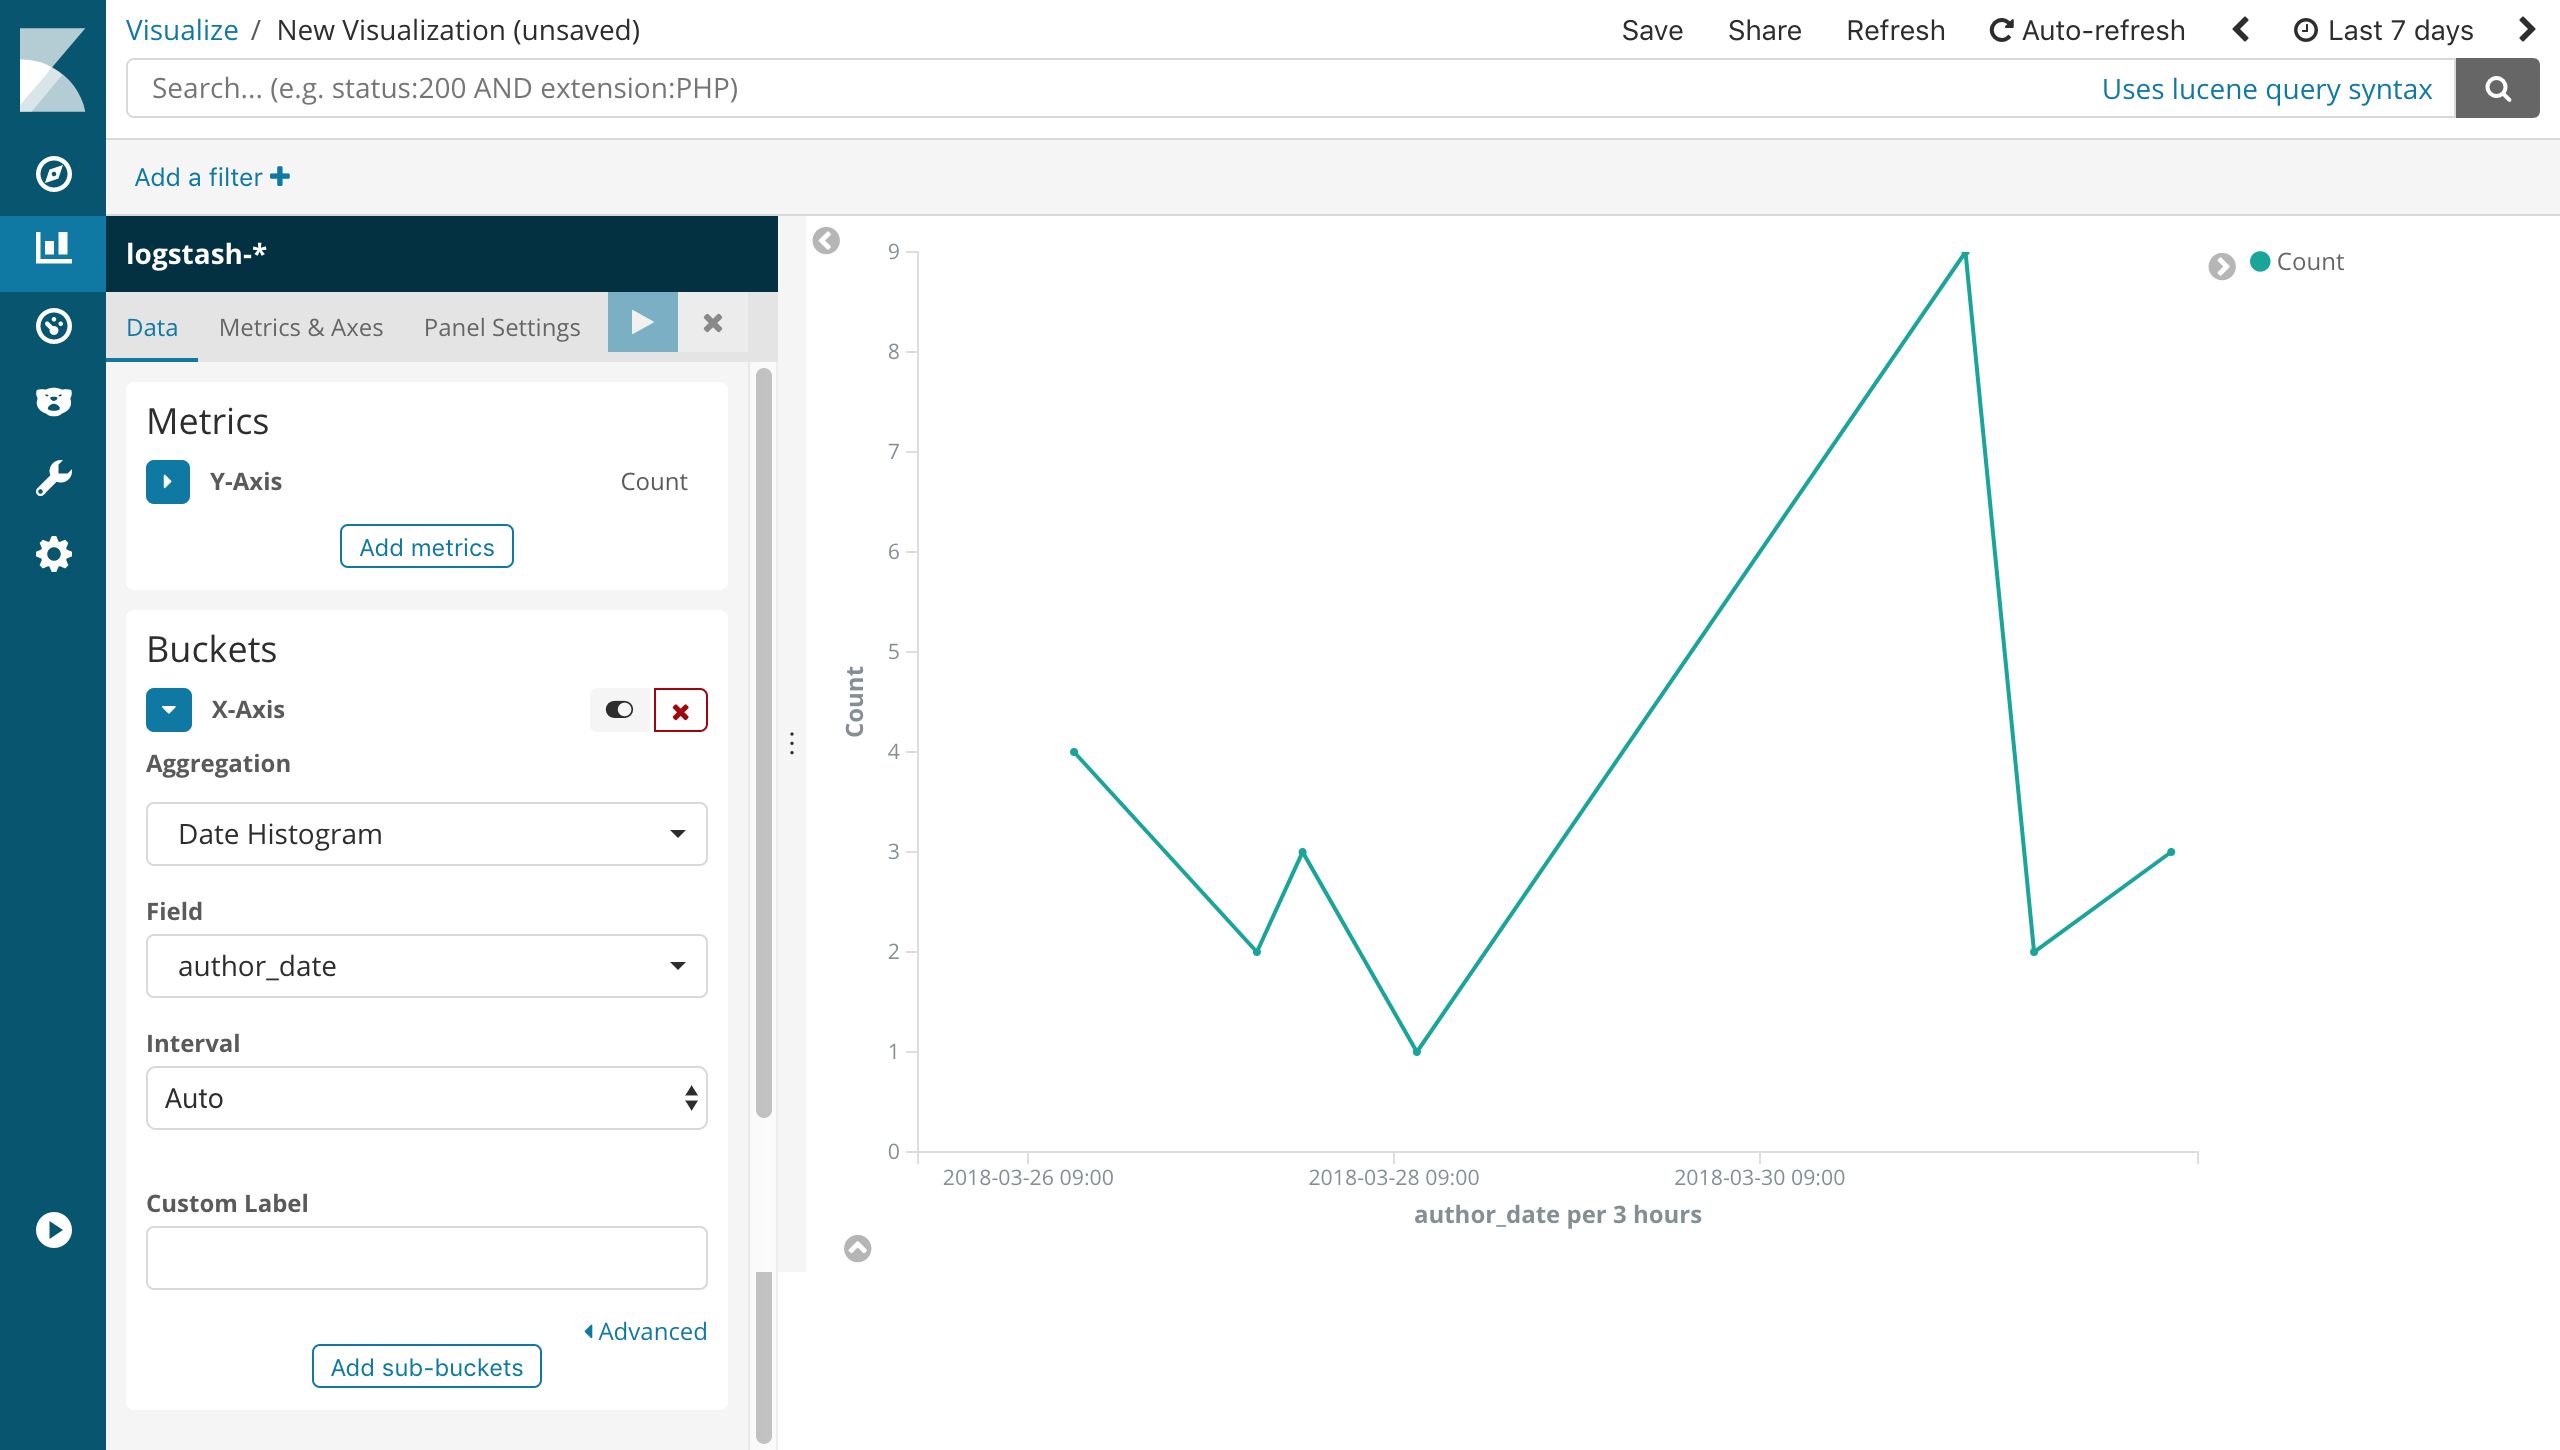 Visualize / New Visualization (unsaved)
Save Share Refresh Auto-refresh Last 7 days
Search... (e.g. status:200 AND extension:PHP)
Uses lucene query syntax
Add a filter
logstash-*
Data Metrics & Axes Panel Settings
Metrics
Y-Axis Count
Add metrics
Buckets
X-Axis
Aggregation
Date Histogram
Field
author_date
Interval
Auto
Custom Label
Advanced
Add sub-buckets
9
8
7
6
5
4
3
2
1
0
Count
2018-03-26 09:00 2018-03-28 09:00 2018-03-30 09:00
author_date per 3 hours
Count